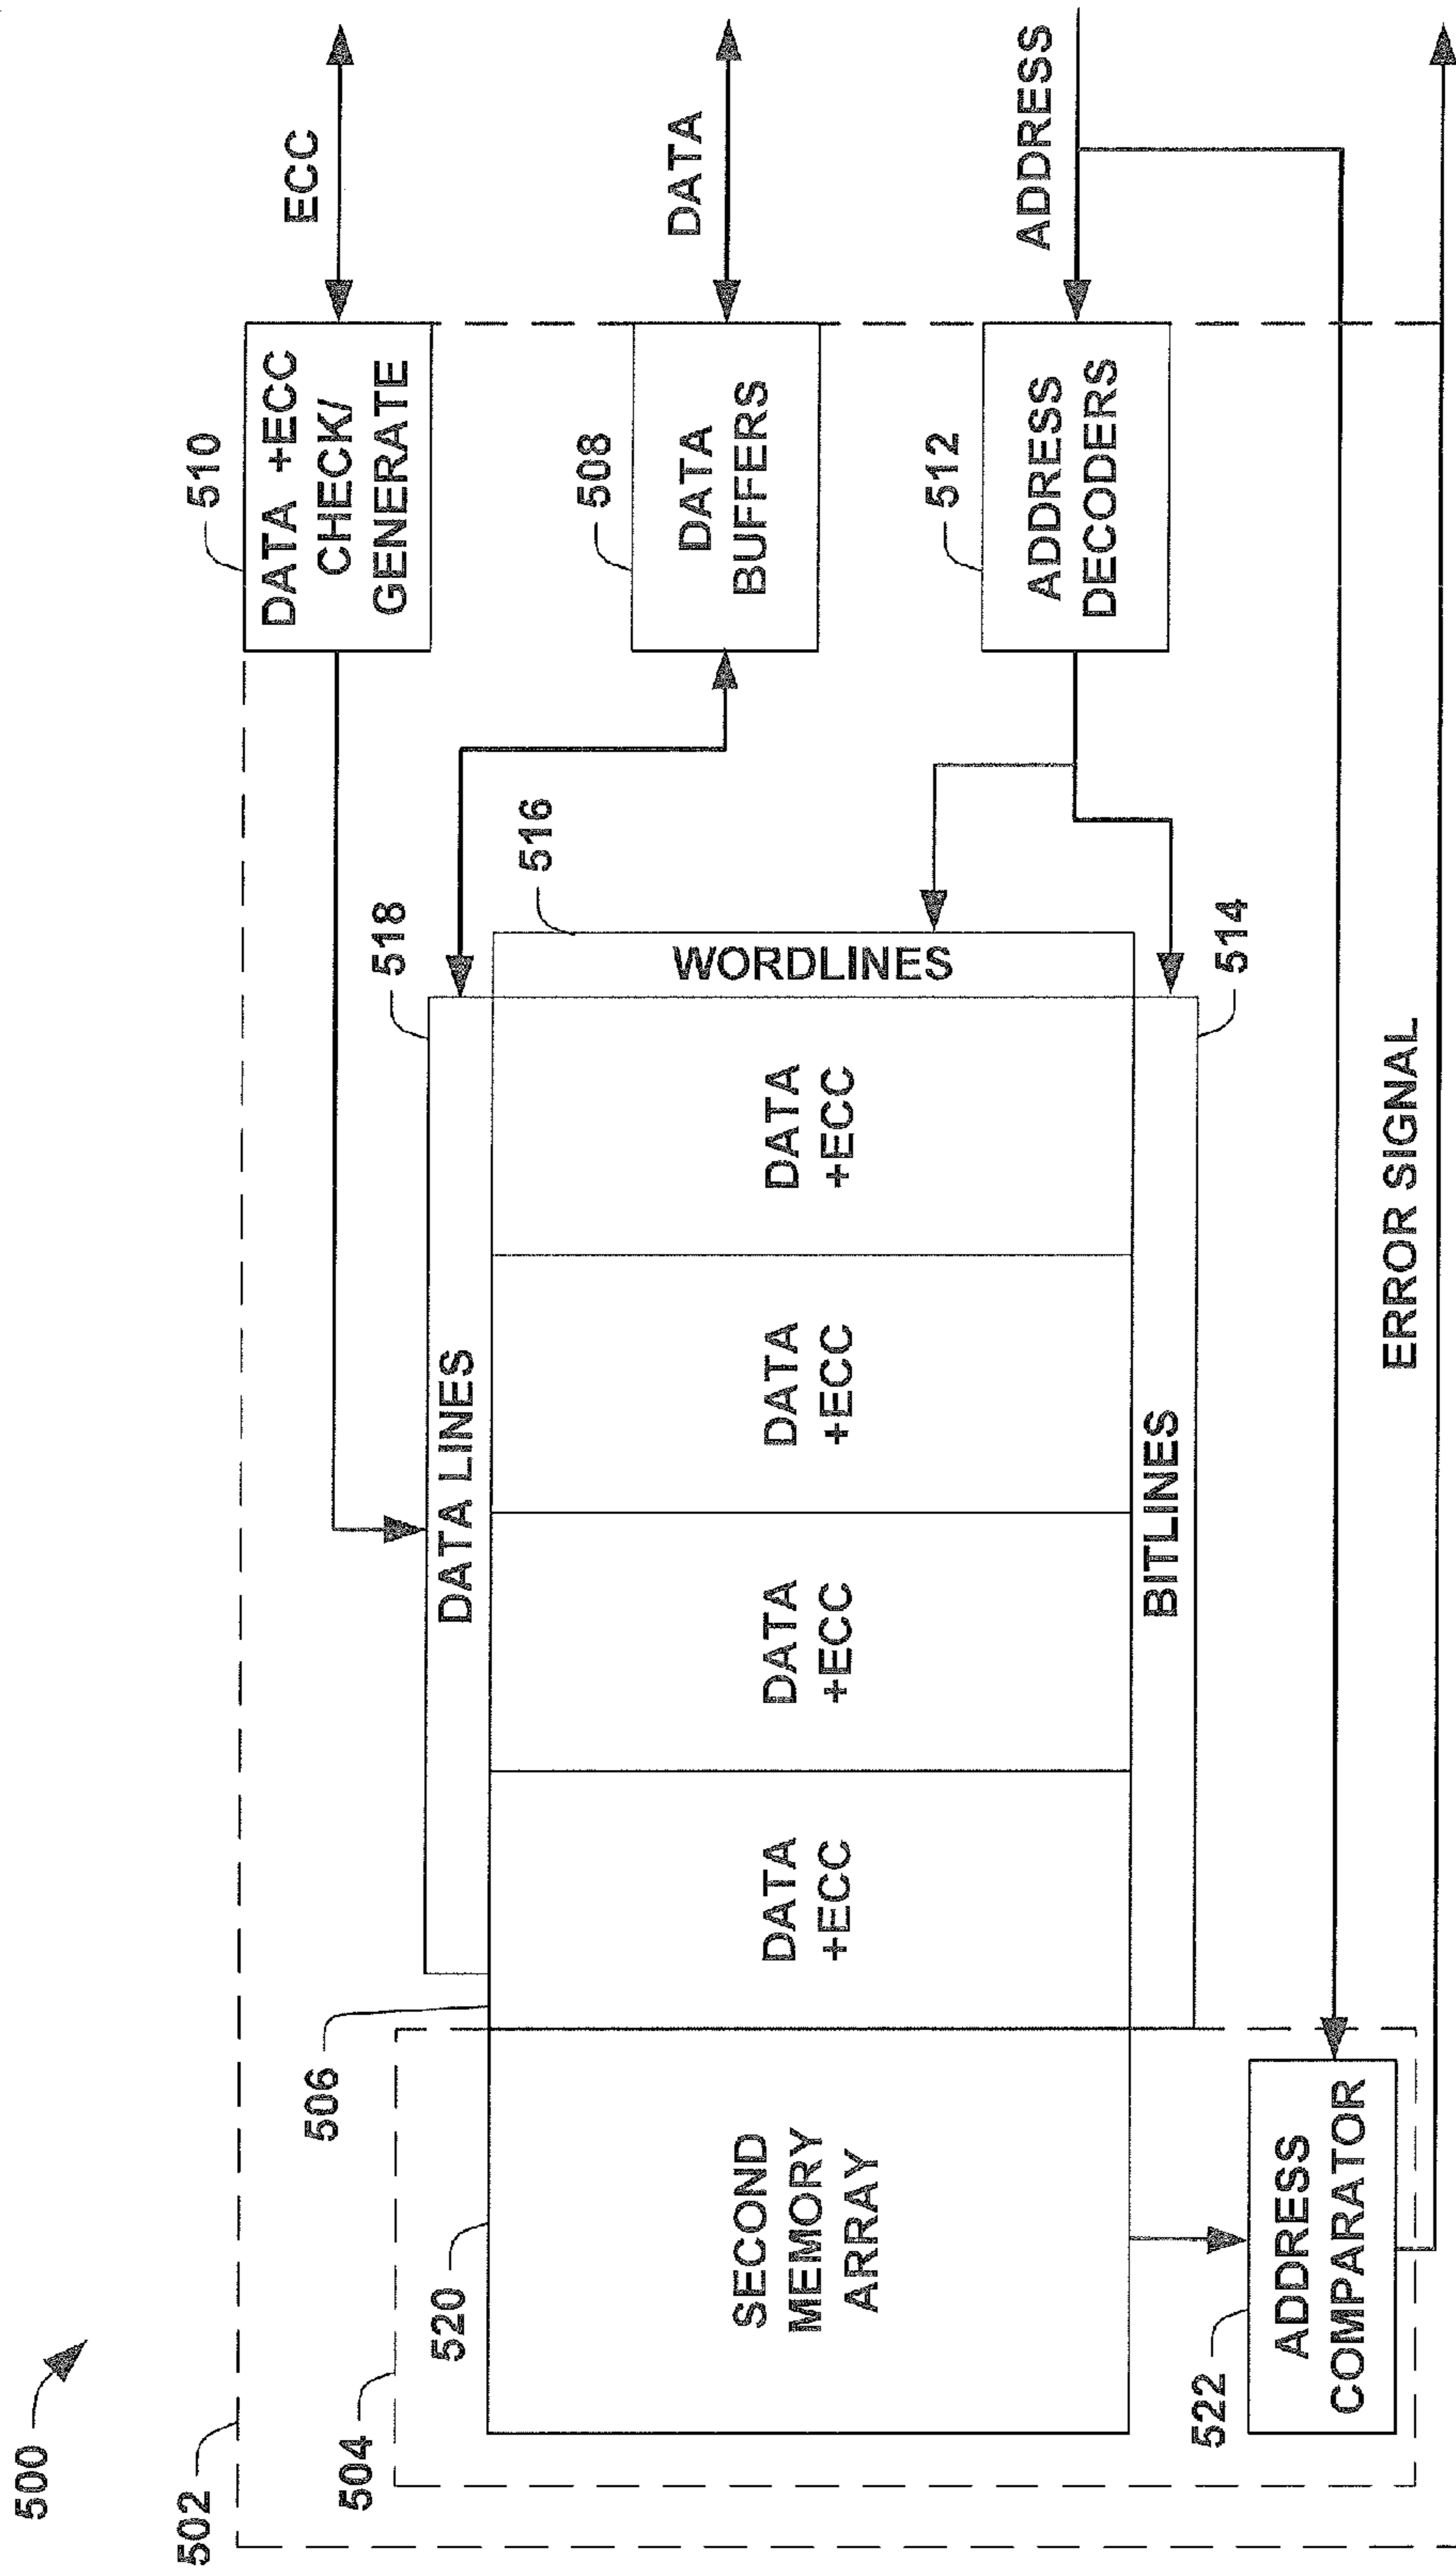 500
502
504
520
SECOND
MEMORY
ARRAY
522
ADDRESS
COMPARATOR
506
DATA
+ECC
DATA
+ECC
DATA
+ECC
DATA
+ECC
DATA LINES
518
BITLINES
514
WORDLINES
516
ERROR SIGNAL
510
DATA +ECC
CHECK/
GENERATE
508
DATA
BUFFERS
512
ADDRESS
DECODERS
ECC
DATA
ADDRESS